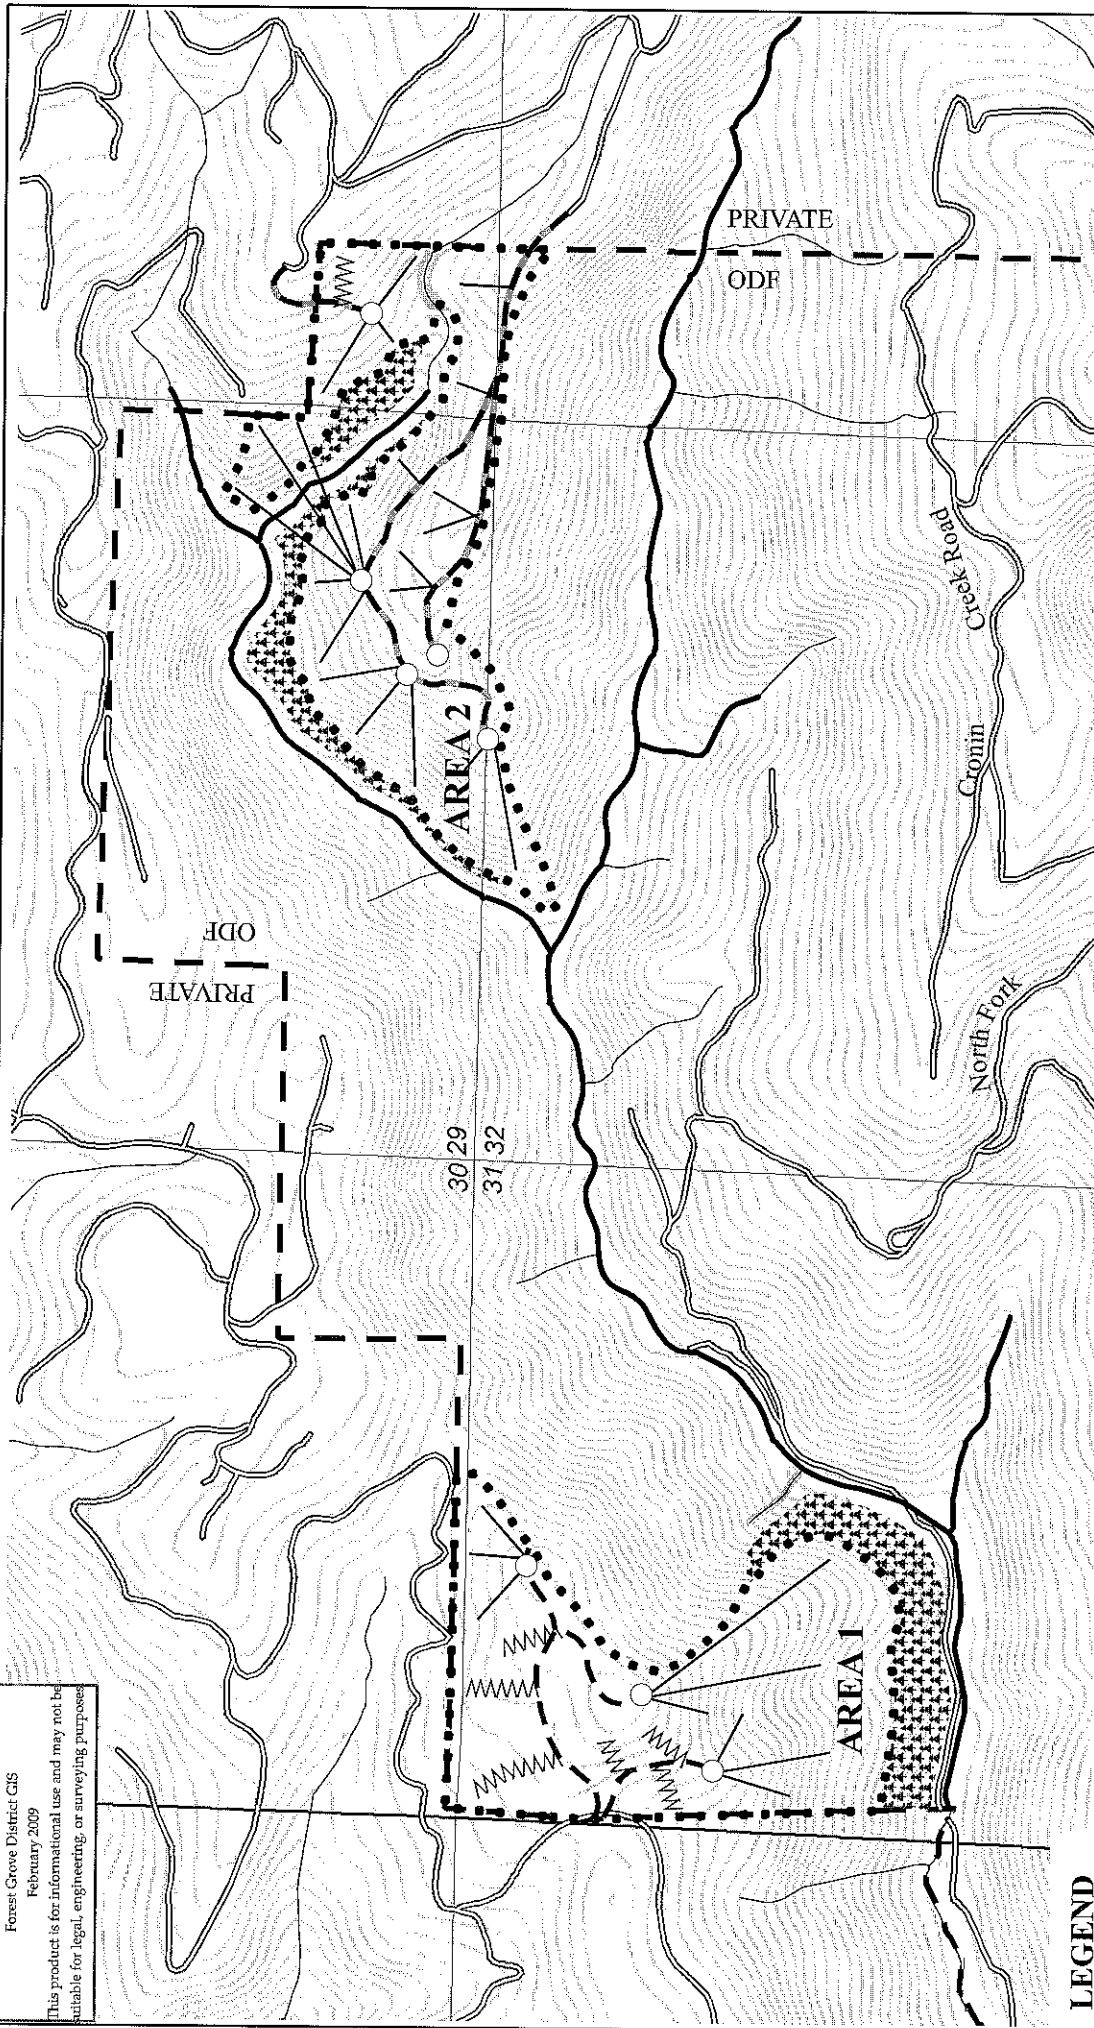 Forest Grove District GIS
February 2009
This product is for informational use and may not be
suitable for legal, engineering, or surveying purposes
PRIVATE
ODF
ODF
PRIVATE
AREA 2
Creek Road
Cronin
North Fork
30 29
31 32
AREA 1
LEGEND